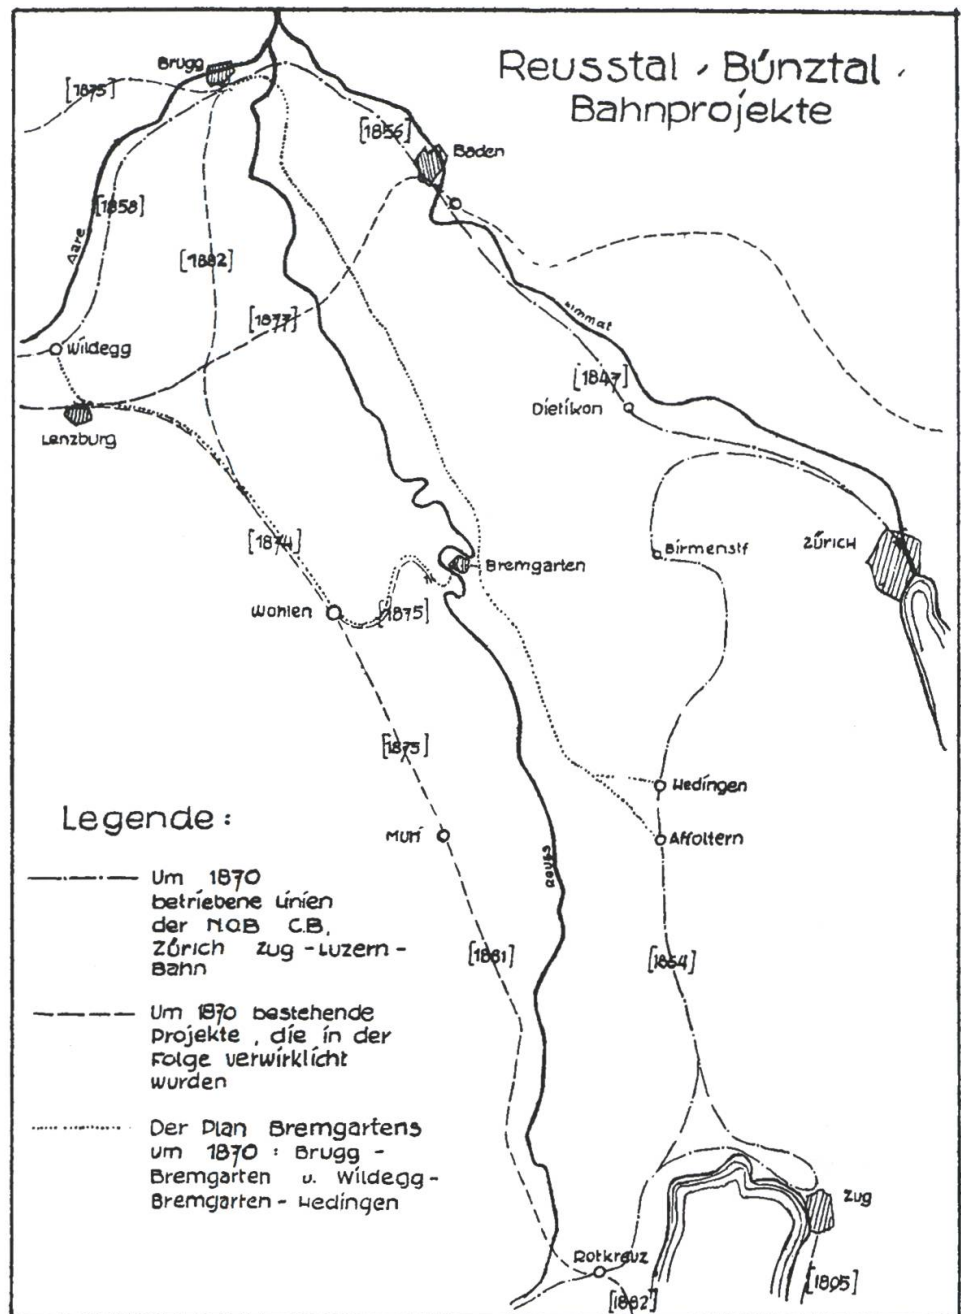 Reusstal - Bünztal -
Bahnprojekte
Brugg
[1875]
[1856]
Baden
[1858]
Aare
[1882]
[1877]
Limmat
Wildegg
[1847]
Dietikon
Lenzburg
[1874]
Birmenstf
ZÜRICH
Bremgarten
Wohlen
[1875]
[1875]
Hedingen
Muri
Affoltern
Reuss
[1881]
[1864]
Zug
Rotkreuz
[1882]
[1895]
Legende :
Um 1870
betriebene Linien
der N.O.B C.B,
Zürich Zug - Luzern -
Bahn
Um 1870 bestehende
Projekte , die in der
Folge verwirklicht
wurden
Der Plan Bremgartens
um 1870 : Brugg -
Bremgarten u. Wildegg -
Bremgarten - Hedingen